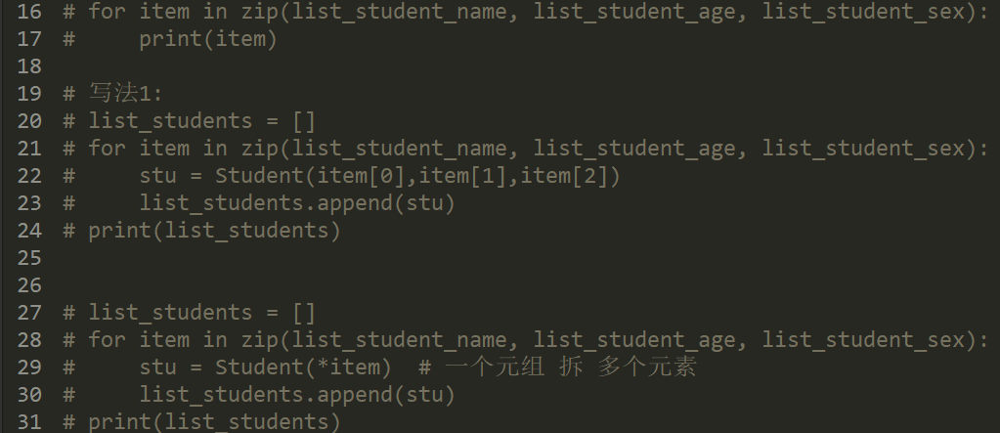 16 # for item in zip(list_student_name, list_student_age, list_student_sex):
17 #     print(item)
18
19 # 写法1:
20 # list_students = []
21 # for item in zip(list_student_name, list_student_age, list_student_sex):
22 #     stu = Student(item[0],item[1],item[2])
23 #     list_students.append(stu)
24 # print(list_students)
25
26
27 # list_students = []
28 # for item in zip(list_student_name, list_student_age, list_student_sex):
29 #     stu = Student(*item)  # 一个元组 拆 多个元素
30 #     list_students.append(stu)
31 # print(list_students)